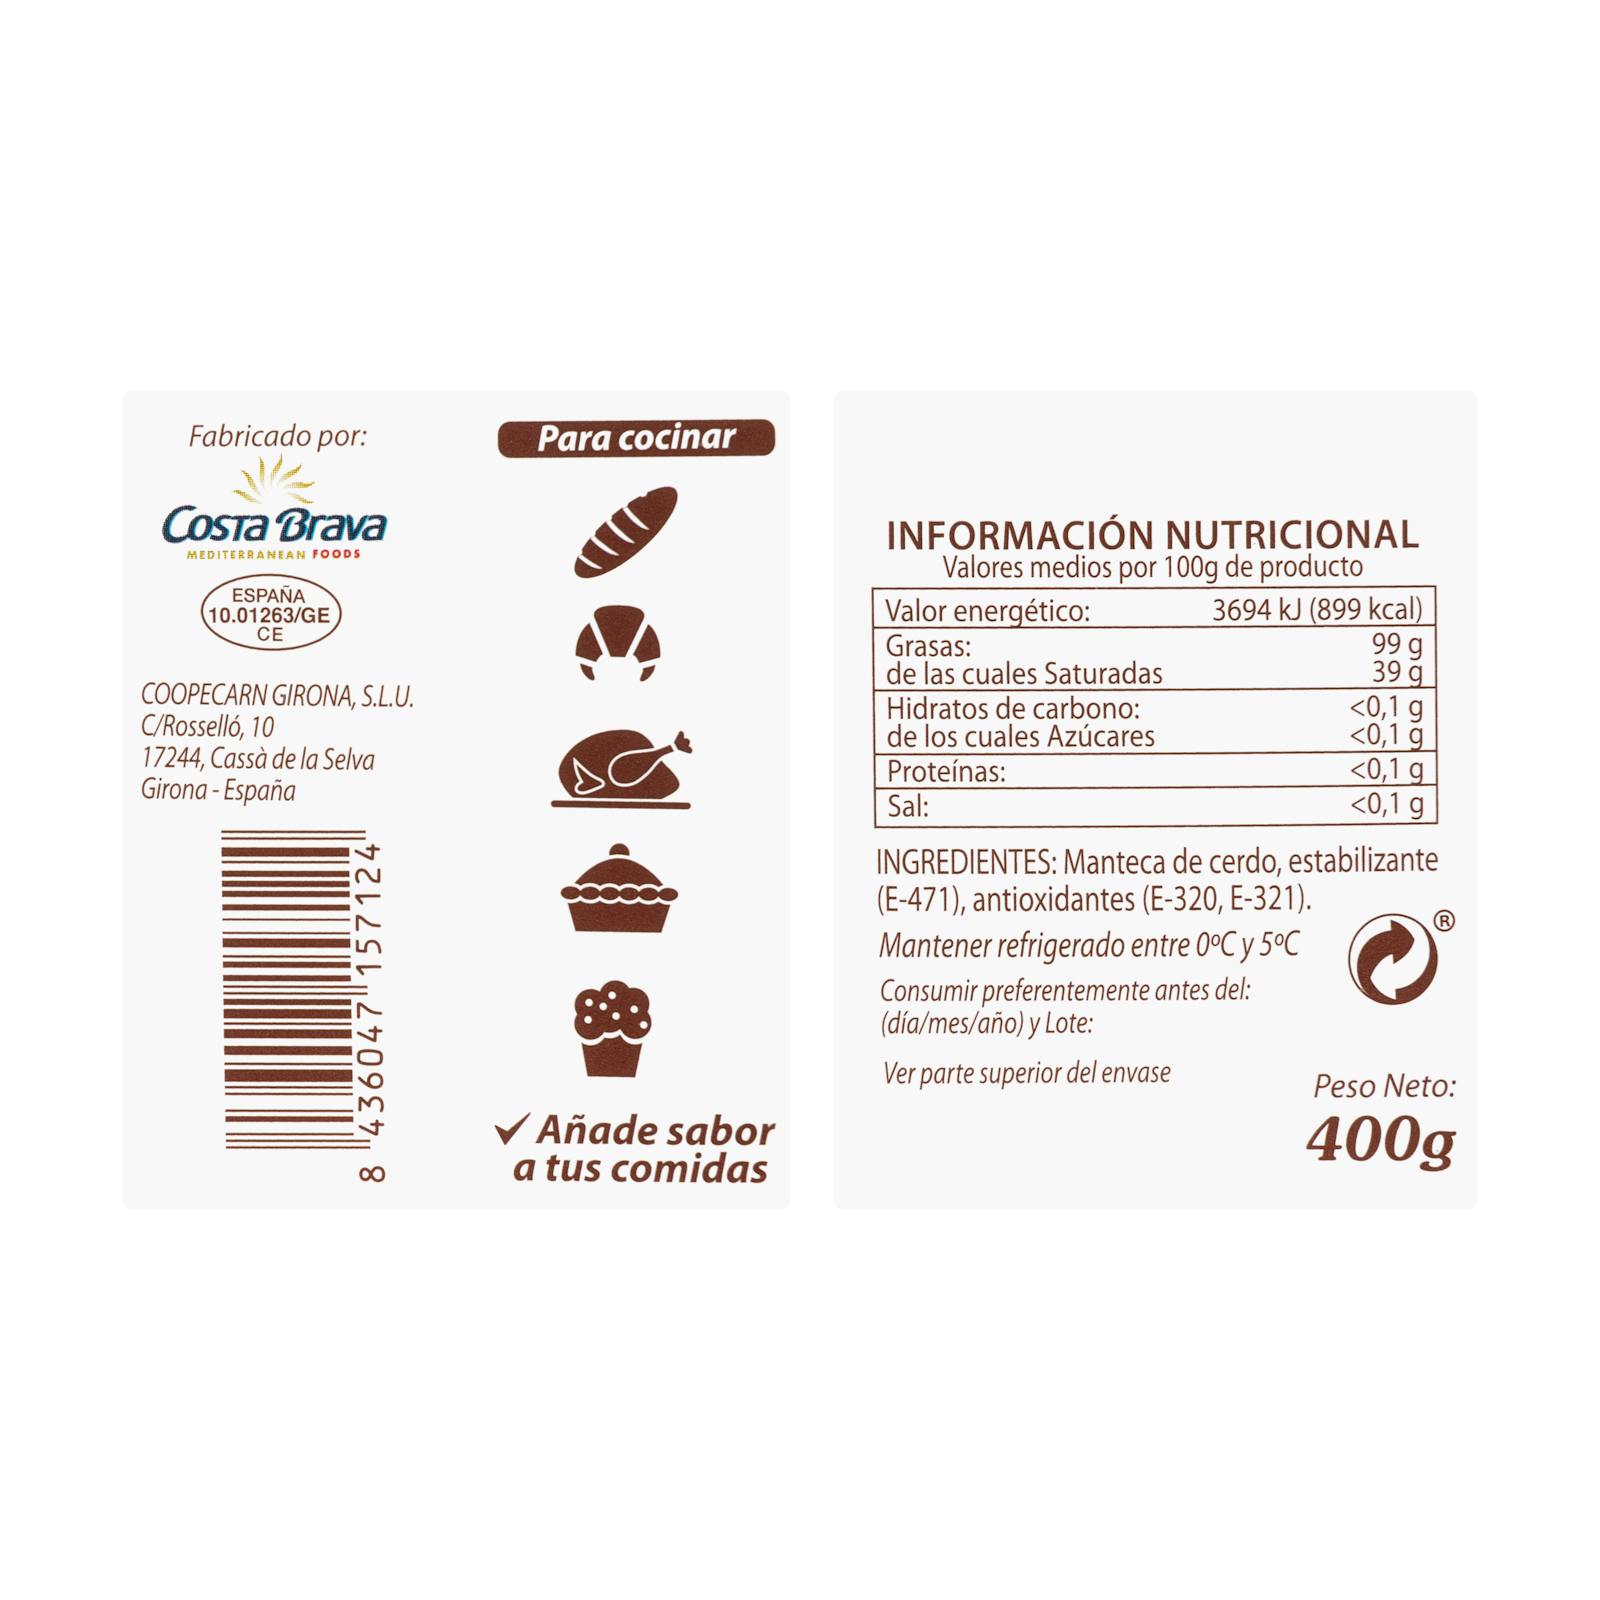 Fabricado por:
Costa Brava
MEDITERRANEAN FOODS
ESPAÑA
10.01263/GE
CE
COOPECARN GIRONA, S.L.U.
C/Rosselló, 10
17244, Cassà de la Selva
Girona - España
8 436047 157124
Para cocinar
✓ Añade sabor
a tus comidas
INFORMACIÓN NUTRICIONAL
Valores medios por 100g de producto
Valor energético: 3694 kJ (899 kcal)
Grasas: 99 g
de las cuales Saturadas 39 g
Hidratos de carbono: <0,1 g
de los cuales Azúcares <0,1 g
Proteínas: <0,1 g
Sal: <0,1 g
INGREDIENTES: Manteca de cerdo, estabilizante
(E-471), antioxidantes (E-320, E-321).
Mantener refrigerado entre 0ºC y 5ºC
®
Consumir preferentemente antes del:
(día/mes/año) y Lote:
Ver parte superior del envase
Peso Neto:
400g